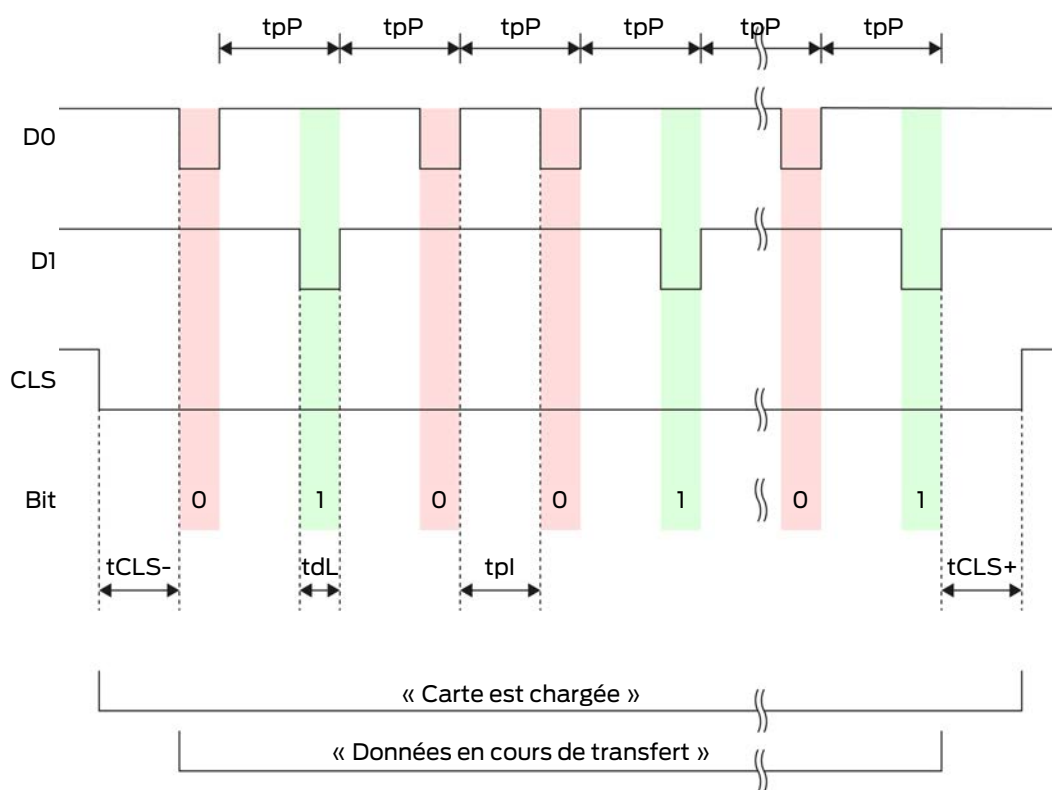 tpP tpP tpP tpP tpP tpP
D0
D1
CLS
Bit 0 1 0 0 1 0 1
tCLS- tdL tpI tCLS+
« Carte est chargée »
« Données en cours de transfert »